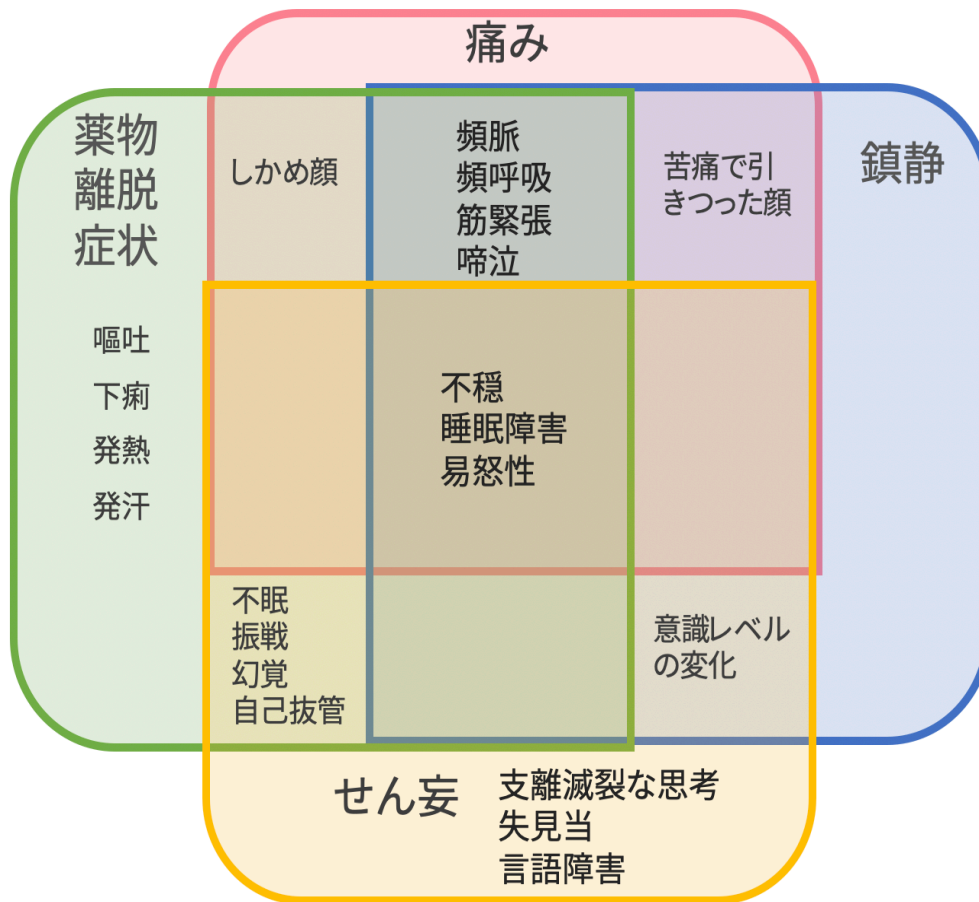 痛み
薬物
離脱
症状
しかめ顔
頻脈
頻呼吸
筋緊張
啼泣
苦痛で引
きつった顔
鎮静
嘔吐
下痢
発熱
発汗
不穏
睡眠障害
易怒性
不眠
振戦
幻覚
自己抜管
意識レベル
の変化
せん妄
支離滅裂な思考
失見当
言語障害